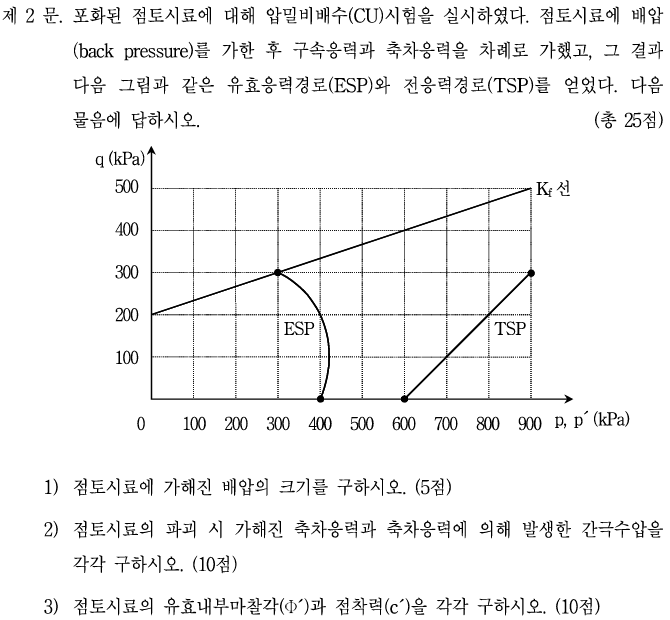 제 2 문. 포화된 점토시료에 대해 압밀비배수(CU)시험을 실시하였다. 점토시료에 배압
(back pressure)를 가한 후 구속응력과 축차응력을 차례로 가했고, 그 결과
다음 그림과 같은 유효응력경로(ESP)와 전응력경로(TSP)를 얻었다. 다음
물음에 답하시오. (총 25점)
q (kPa)
500
K_f 선
400
300
200
ESP
TSP
100
0 100 200 300 400 500 600 700 800 900 p, p´ (kPa)
1) 점토시료에 가해진 배압의 크기를 구하시오. (5점)
2) 점토시료의 파괴 시 가해진 축차응력과 축차응력에 의해 발생한 간극수압을
각각 구하시오. (10점)
3) 점토시료의 유효내부마찰각(Φ´)과 점착력(c´)을 각각 구하시오. (10점)